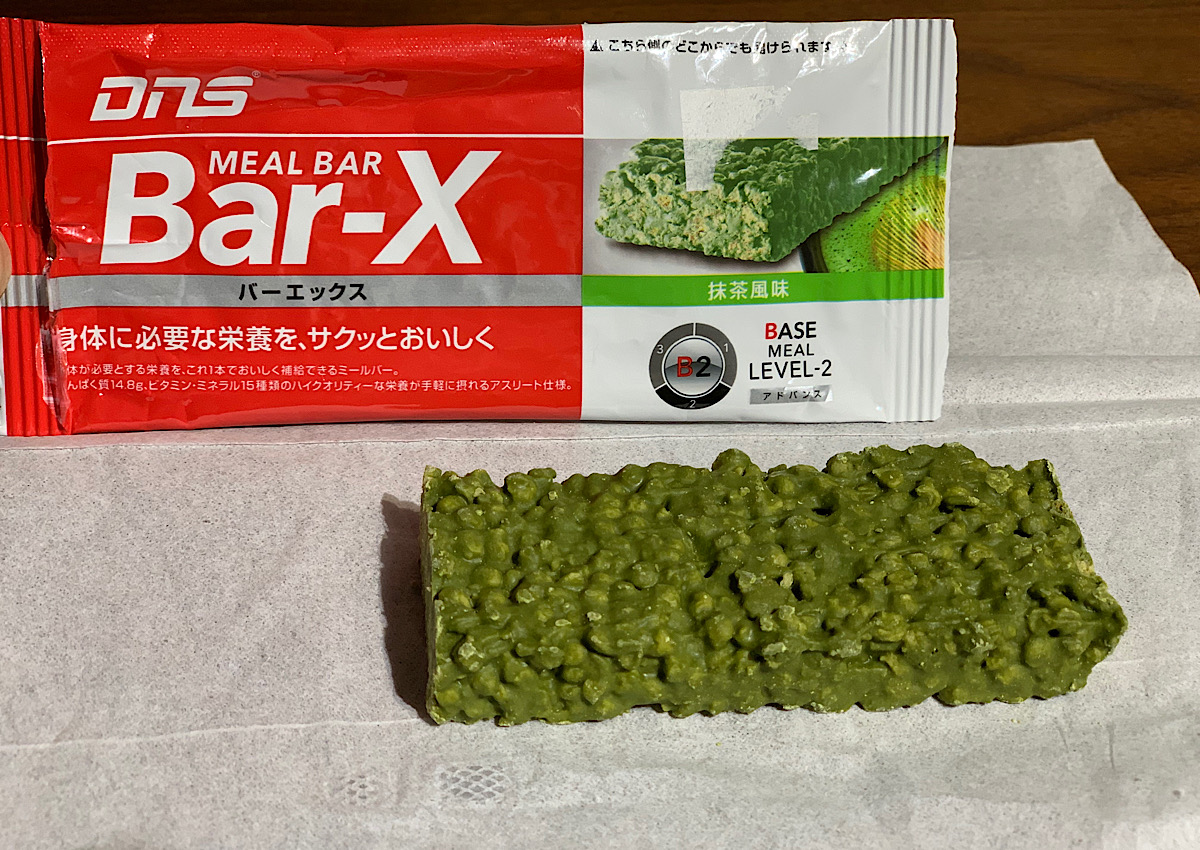 DNS®
MEAL BAR
Bar-X
バーエックス
身体に必要な栄養を、サクッとおいしく
体が必要とする栄養を、これ1本でおいしく補給できるミールバー。
んぱく質14.8g、ビタミン・ミネラル15種類のハイクオリティーな栄養が手軽に摂れるアスリート仕様。
こちら側のどこからでも開けられます
抹茶風味
3
1
B2
2
BASE
MEAL
LEVEL-2
アドバンス